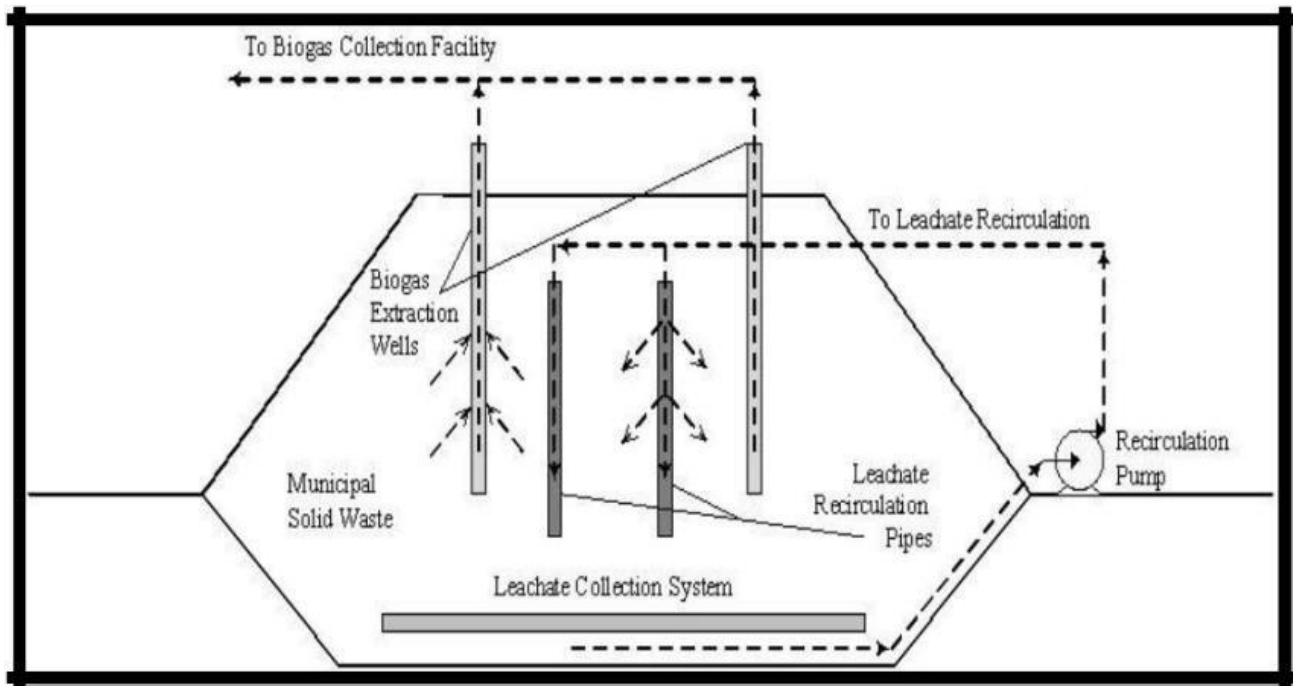 To Biogas Collection Facility
To Leachate Recirculation
Biogas
Extraction
Wells
Recirculation
Pump
Municipal
Solid Waste
Leachate
Recirculation
Pipes
Leachate Collection System